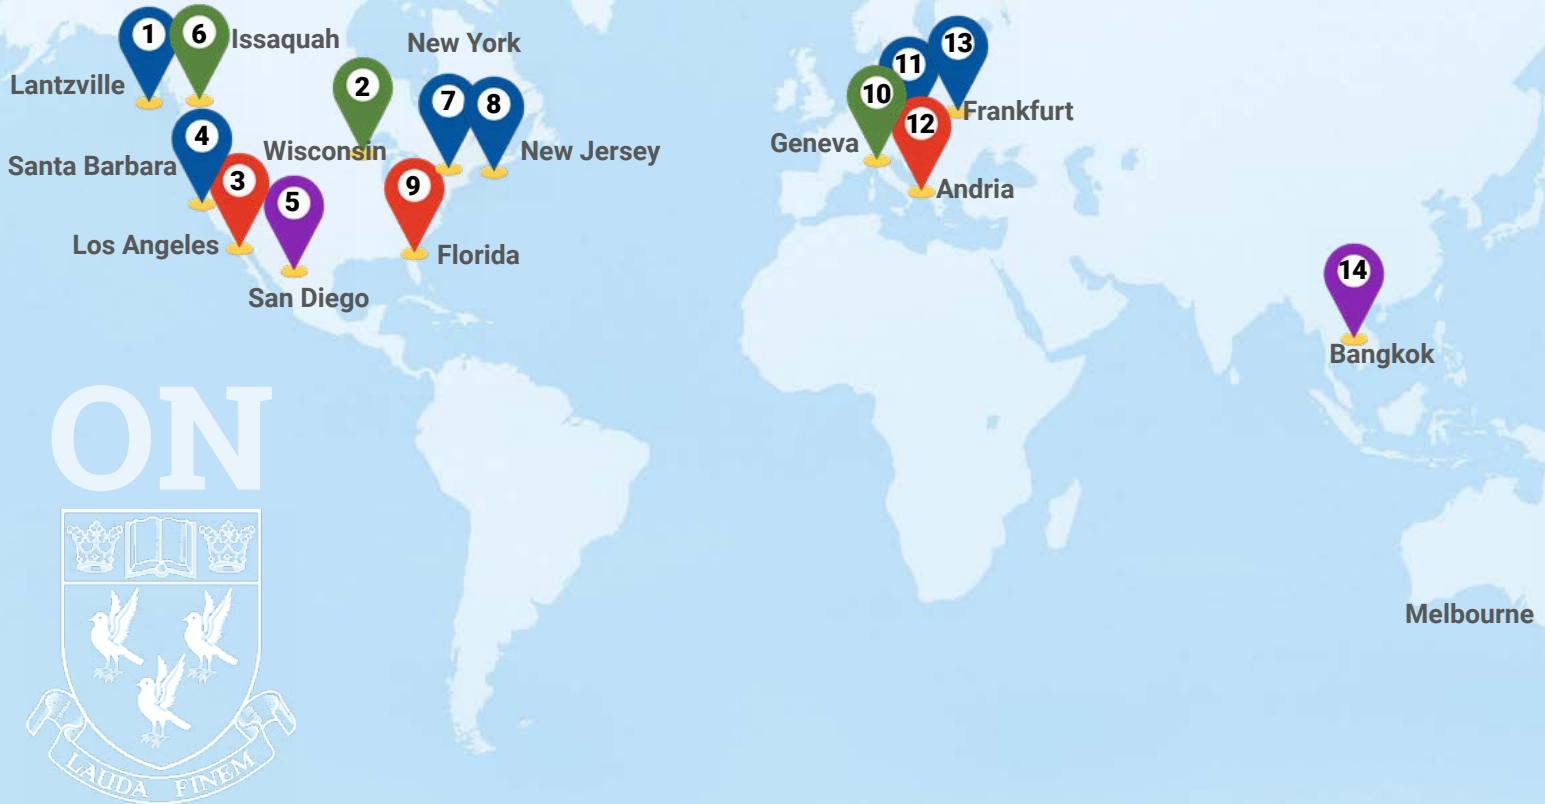 1
6
Issaquah
New York
13
11
Lantzville
2
7
8
10
Frankfurt
12
4
Geneva
Wisconsin
New Jersey
Santa Barbara
3
9
Andria
5
Los Angeles
Florida
14
San Diego
Bangkok
ON
Melbourne
LAUDA FINEM